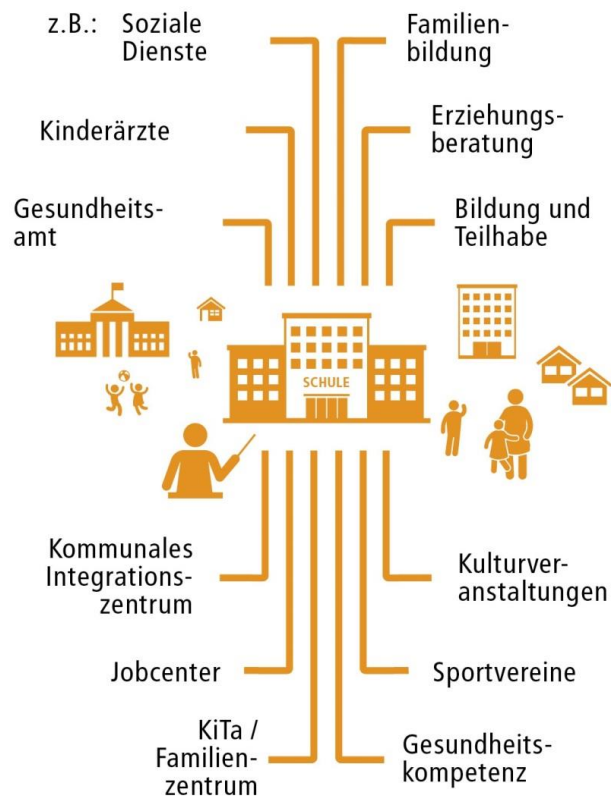 z.B.: Soziale
Dienste
Familien-
bildung
Kinderärzte
Erziehungs-
beratung
Gesundheits-
amt
Bildung und
Teilhabe
SCHULE
Kommunales
Integrations-
zentrum
Kulturver-
anstaltungen
Jobcenter
Sportvereine
KiTa /
Familien-
zentrum
Gesundheits-
kompetenz